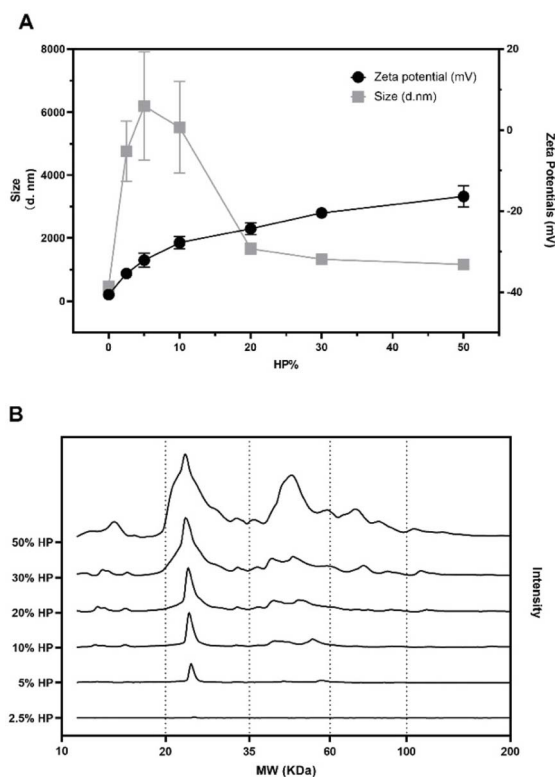 A
8000
6000
4000
2000
0
Size
(d. nm)
20
0
-20
-40
Zeta Potentials
(mV)
Zeta potential (mV)
Size (d.nm)
0
10
20
30
40
50
HP%
B
50% HP
30% HP
20% HP
10% HP
5% HP
2.5% HP
Intensity
10
20
35
60
100
200
MW (KDa)